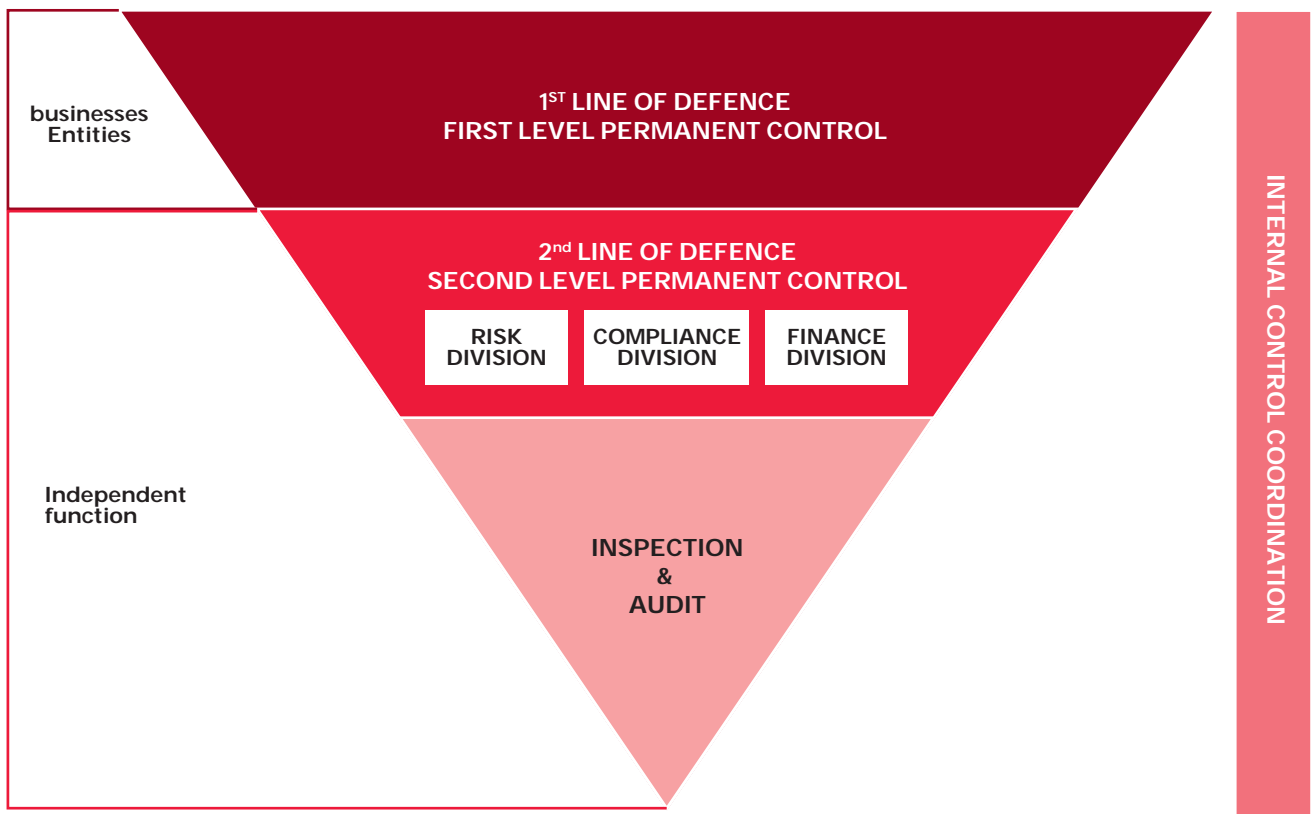 businesses
Entities
1ST LINE OF DEFENCE
FIRST LEVEL PERMANENT CONTROL
2nd LINE OF DEFENCE
SECOND LEVEL PERMANENT CONTROL
RISK
DIVISION
COMPLIANCE
DIVISION
FINANCE
DIVISION
Independent
function
INSPECTION
&
AUDIT
INTERNAL CONTROL COORDINATION